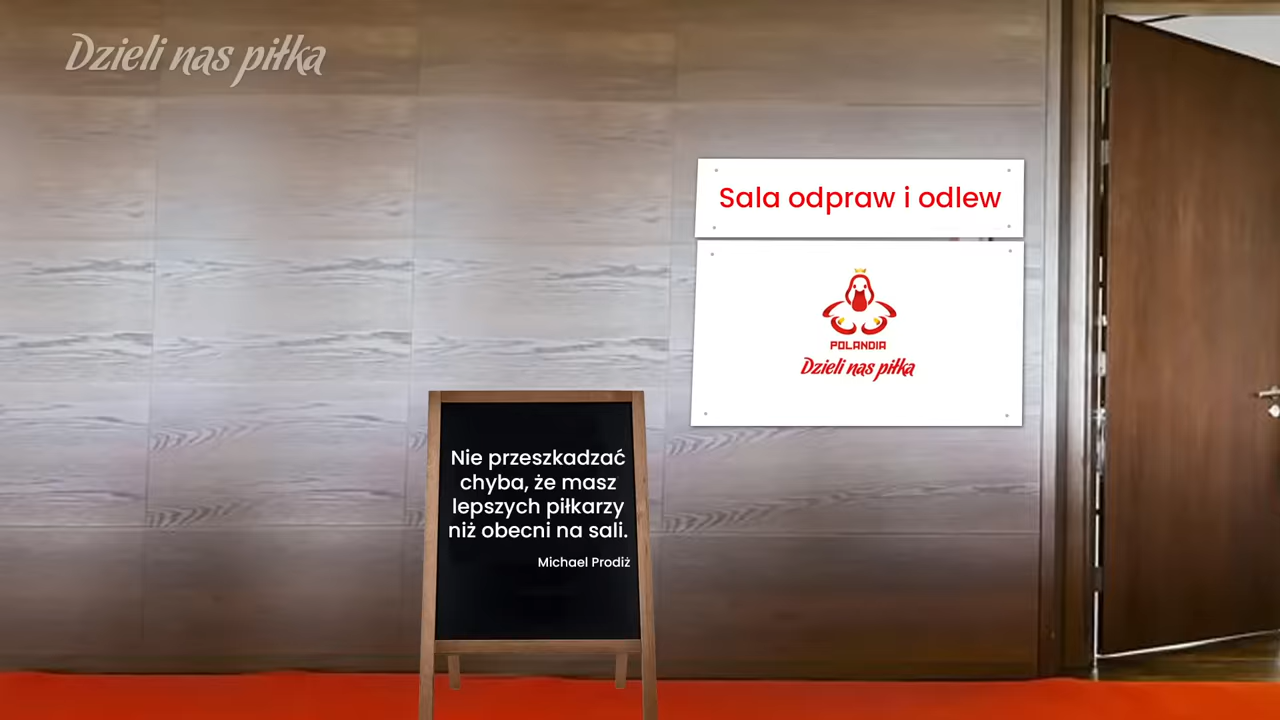 Dzieli nas piłka
Sala odpraw i odlew
POLANDIA
Dzieli nas piłka
Nie przeszkadzać
chyba, że masz
lepszych piłkarzy
niż obecni na sali.
Michael Prodiż